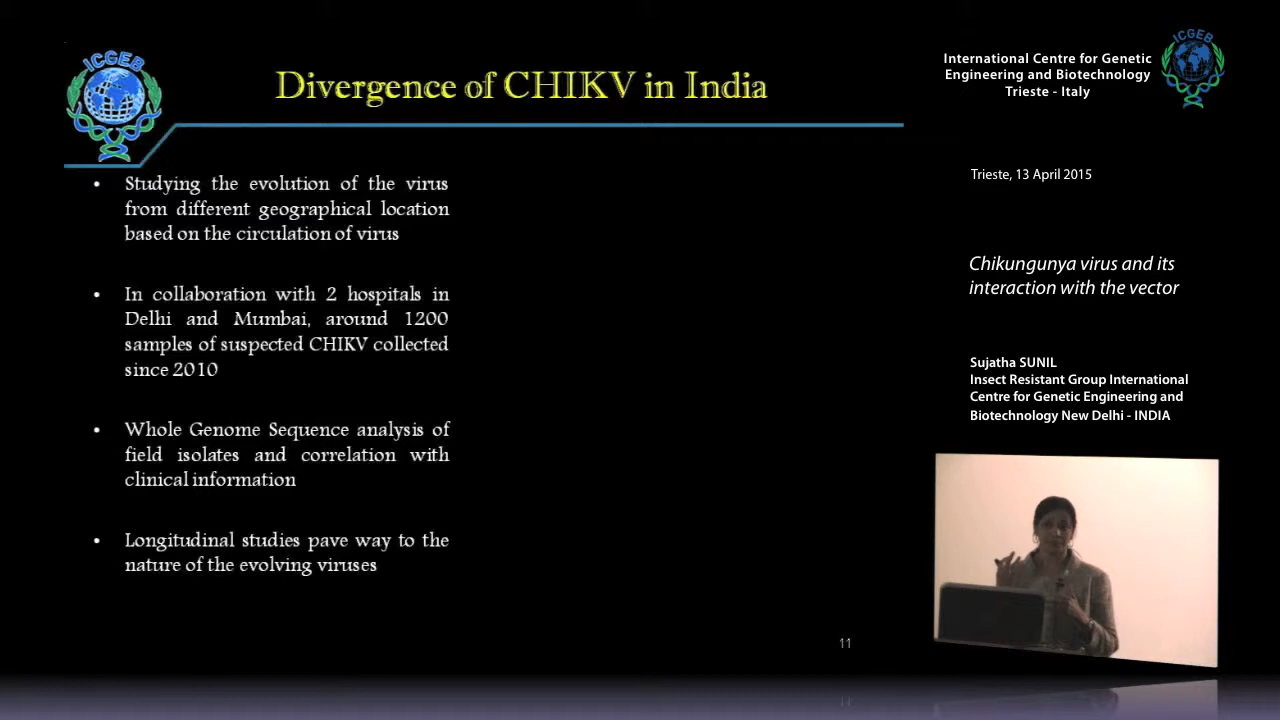 ICGEB
Divergence of CHIKV in India
• Studying the evolution of the virus
from different geographical location
based on the circulation of virus
• In collaboration with 2 hospitals in
Delhi and Mumbai, around 1200
samples of suspected CHIKV collected
since 2010
• Whole Genome Sequence analysis of
field isolates and correlation with
clinical information
• Longitudinal studies pave way to the
nature of the evolving viruses
11
International Centre for Genetic
Engineering and Biotechnology
Trieste - Italy
ICGEB
Trieste, 13 April 2015
Chikungunya virus and its
interaction with the vector
Sujatha SUNIL
Insect Resistant Group International
Centre for Genetic Engineering and
Biotechnology New Delhi - INDIA